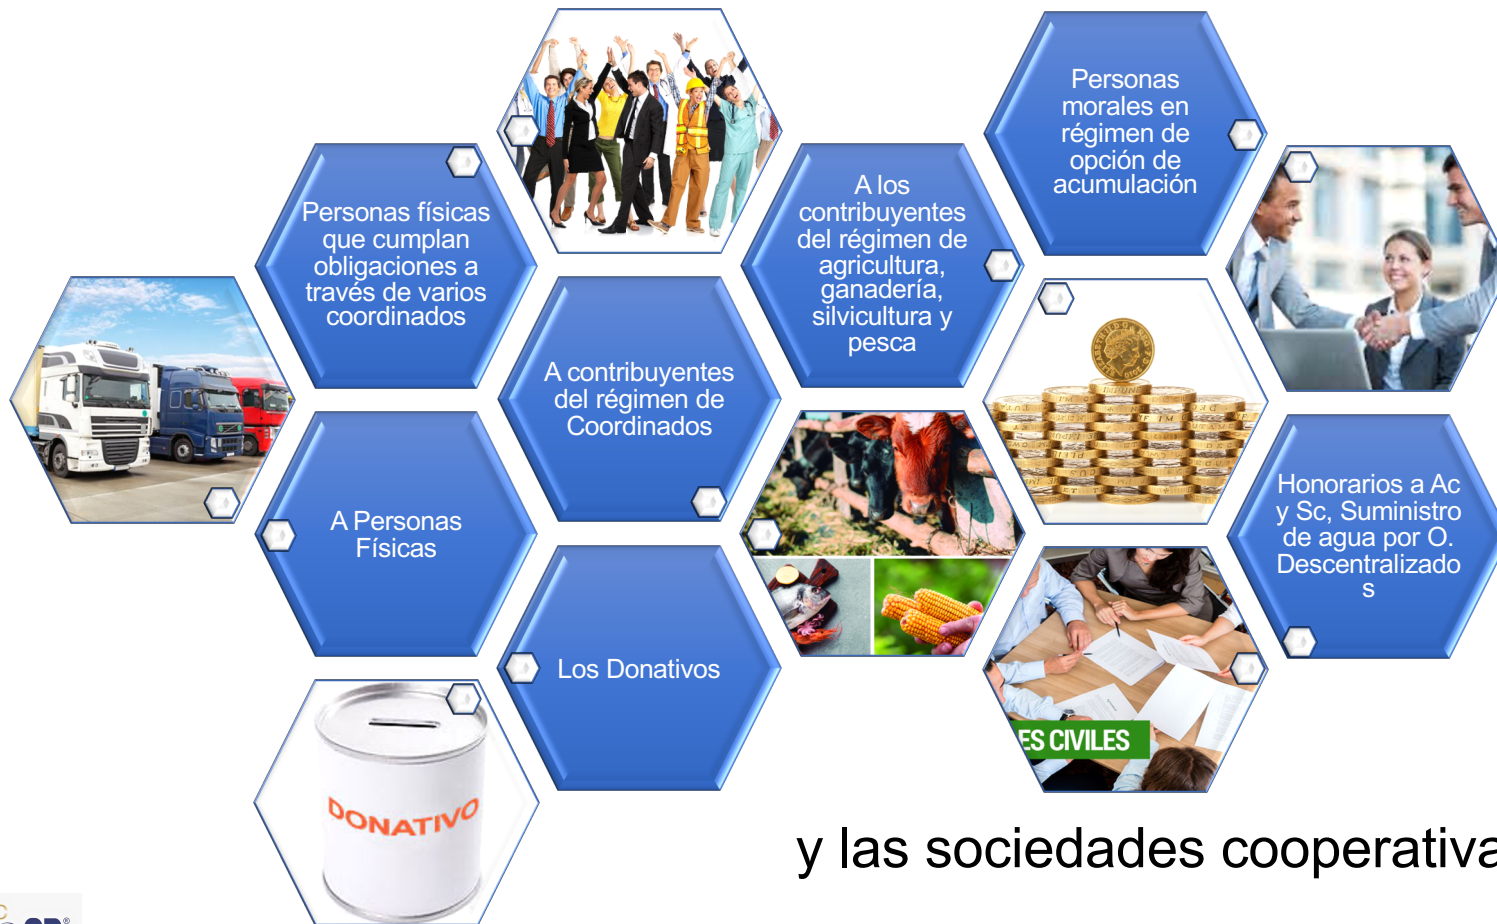 Personas
morales en
régimen de
opción de
acumulación
Personas físicas
que cumplan
obligaciones a
través de varios
coordinados
A los
contribuyentes
del régimen de
agricultura,
ganadería,
silvicultura y
pesca
A contribuyentes
del régimen de
Coordinados
A Personas
Físicas
Honorarios a Ac
y Sc, Suministro
de agua por O.
Descentralizado
s
Los Donativos
ES CIVILES
DONATIVO
y las sociedades cooperativa